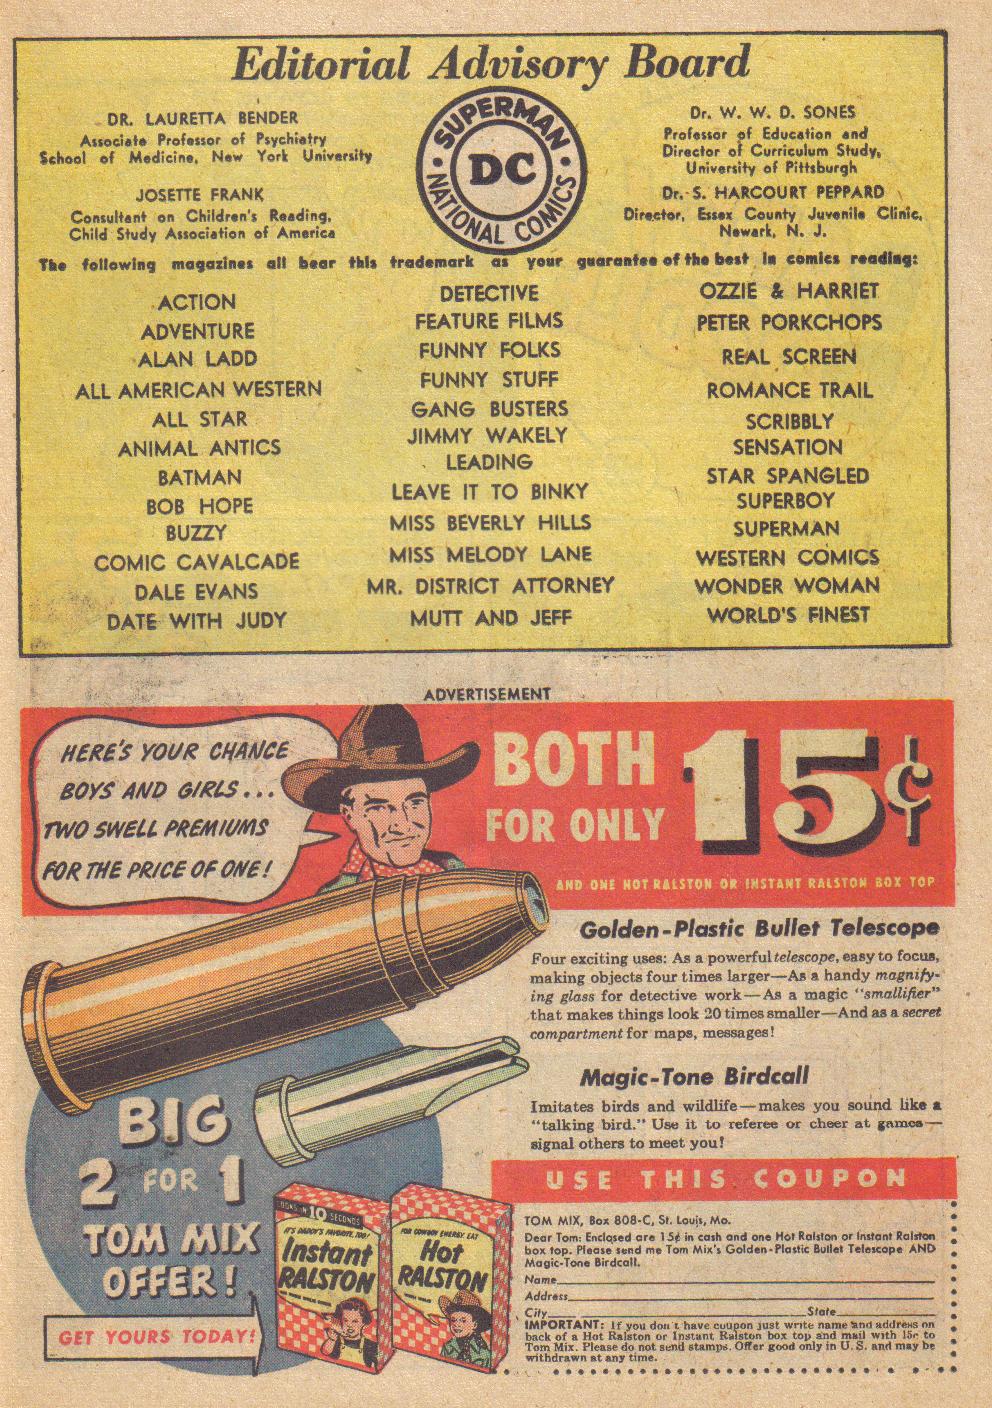 Editorial Advisory Board
DR. LAURETTA BENDER
Associate Professor of Psychiatry
School of Medicine, New York University
JOSETTE FRANK
Consultant on Children's Reading,
Child Study Association of America
SUPERMAN
DC
NATIONAL COMICS
Dr. W. W. D. SONES
Professor of Education and
Director of Curriculum Study,
University of Pittsburgh
Dr. S. HARCOURT PEPPARD
Director, Essex County Juvenile Clinic,
Newark, N. J.
The following magazines all bear this trademark as your guarantee of the best in comics reading:
ACTION
ADVENTURE
ALAN LADD
ALL AMERICAN WESTERN
ALL STAR
ANIMAL ANTICS
BATMAN
BOB HOPE
BUZZY
COMIC CAVALCADE
DALE EVANS
DATE WITH JUDY
DETECTIVE
FEATURE FILMS
FUNNY FOLKS
FUNNY STUFF
GANG BUSTERS
JIMMY WAKELY
LEADING
LEAVE IT TO BINKY
MISS BEVERLY HILLS
MISS MELODY LANE
MR. DISTRICT ATTORNEY
MUTT AND JEFF
OZZIE & HARRIET
PETER PORKCHOPS
REAL SCREEN
ROMANCE TRAIL
SCRIBBLY
SENSATION
STAR SPANGLED
SUPERBOY
SUPERMAN
WESTERN COMICS
WONDER WOMAN
WORLD'S FINEST
ADVERTISEMENT
HERE'S YOUR CHANCE
BOYS AND GIRLS...
TWO SWELL PREMIUMS
FOR THE PRICE OF ONE!
BOTH
FOR ONLY
15¢
AND ONE HOT RALSTON OR INSTANT RALSTON BOX TOP
Golden-Plastic Bullet Telescope
Four exciting uses: As a powerful telescope, easy to focus,
making objects four times larger—As a handy magnify-
ing glass for detective work—As a magic "smallifier"
that makes things look 20 times smaller—And as a secret
compartment for maps, messages!
Magic-Tone Birdcall
Imitates birds and wildlife—makes you sound like a
"talking bird." Use it to referee or cheer at games—
signal others to meet you!
BIG
2 FOR 1
TOM MIX
OFFER!
GET YOURS TODAY!
COOKS IN 10 SECONDS
IT'S DADDY'S FAVORITE, TOO!
Instant
RALSTON
FOR COWBOY ENERGY EAT
Hot
RALSTON
USE THIS COUPON
TOM MIX, Box 808-C, St. Louis, Mo.
Dear Tom: Enclosed are 15¢ in cash and one Hot Ralston or Instant Ralston
box top. Please send me Tom Mix's Golden-Plastic Bullet Telescope AND
Magic-Tone Birdcall.
Name
Address
City State
IMPORTANT: If you don't have coupon just write name and address on
back of a Hot Ralston or Instant Ralston box top and mail with 15c to
Tom Mix. Please do not send stamps. Offer good only in U. S. and may be
withdrawn at any time.